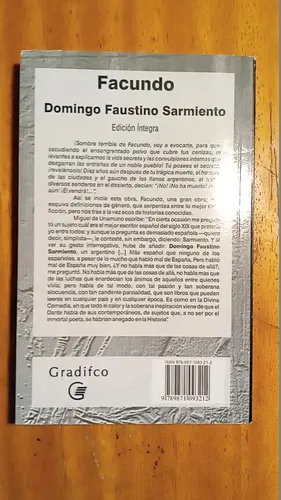 Facundo
Domingo Faustino Sarmiento
Edición Íntegra
¡Sombra terrible de Facundo, voy a evocarte, para que
sacudiendo el ensangrentado polvo que cubre tus cenizas, te
levantes a explicarnos la vida secreta y las convulsiones internas que
desgarran las entrañas de un noble pueblo! Tú posees el secreto:
¡revélanoslo! Diez años aún después de tu trágica muerte, el hombre
de las ciudades y el gaucho de los llanos argentinos, al tomar
diversos senderos en el desierto, decían: "¡No! ¡No ha muerto! ¡Vive
aún! ¡Él vendrá!..."
Así se inicia esta obra, Facundo, una gran obra, de
esquiva definiciones de género, que serpentea entre lo mejor de la
ficción, pero nos trae a la vez ecos de historias conocidas.
Miguel de Unamuno escribe: "En cierta ocasión me preguntó
un sujeto cuál era el mejor escritor español del siglo XIX que prefería
yo entre todos; y aunque la pregunta es demasiada española—quiero
decir, simplista—, le contesté, sin embargo, diciendo: Sarmiento. Y al
ver su gesto interrogativo, hube de añadir: Domingo Faustino
Sarmiento, un argentino [...] Más español que ninguno de los
españoles, a pesar de lo mucho que habló mal de España. Pero habló
mal de España muy bien. ¿Y no habla más que de las cosas de allá?,
me preguntó. No habla más que de las cosas de allá, no habla más
de las luchas que enardecían los ánimos de aquellos entre quienes
vivía; pero habla de tal modo, con tal pasión y tan soberana
elocuencia, con tan candente parcialidad, que son libros que pueden
leerse en cualquier país y en cualquier época. Es como en la Divina
Comedia, en que todo el calor y la soberana inspiración viene de que el
Dante habla de sus contemporáneos, de sujetos que, a no ser por el
inmortal poeta, se habrían anegado en la Historia".
Gradifco
ISBN 978-987-1093-21-2
9789871093212